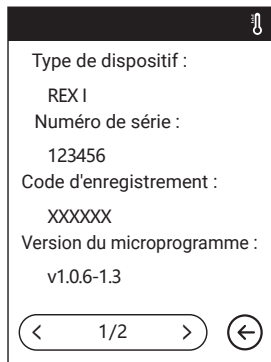 Type de dispositif :
REX I
Numéro de série :
123456
Code d'enregistrement :
XXXXXX
Version du microprogramme :
v1.0.6-1.3
< 1/2 >